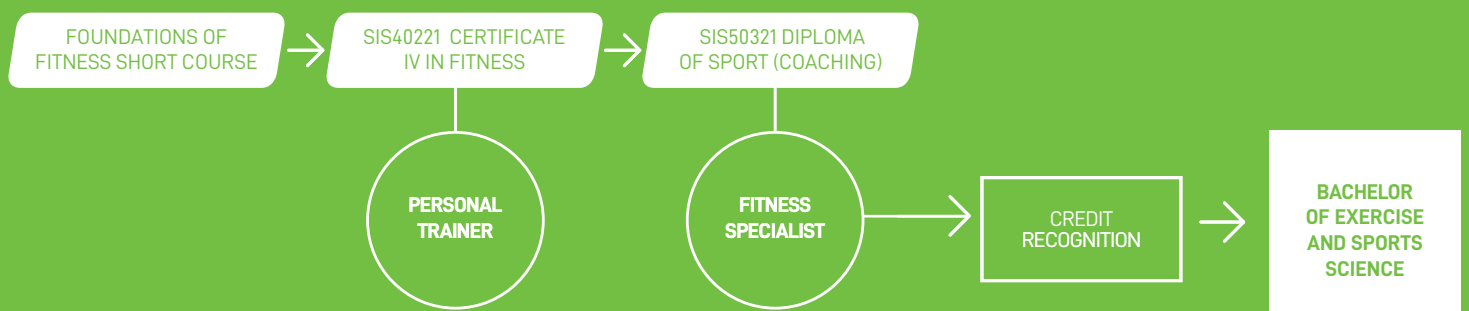 FOUNDATIONS OF
FITNESS SHORT COURSE
SIS40221 CERTIFICATE
IV IN FITNESS
SIS50321 DIPLOMA
OF SPORT (COACHING)
PERSONAL
TRAINER
FITNESS
SPECIALIST
CREDIT
RECOGNITION
BACHELOR
OF EXERCISE
AND SPORTS
SCIENCE